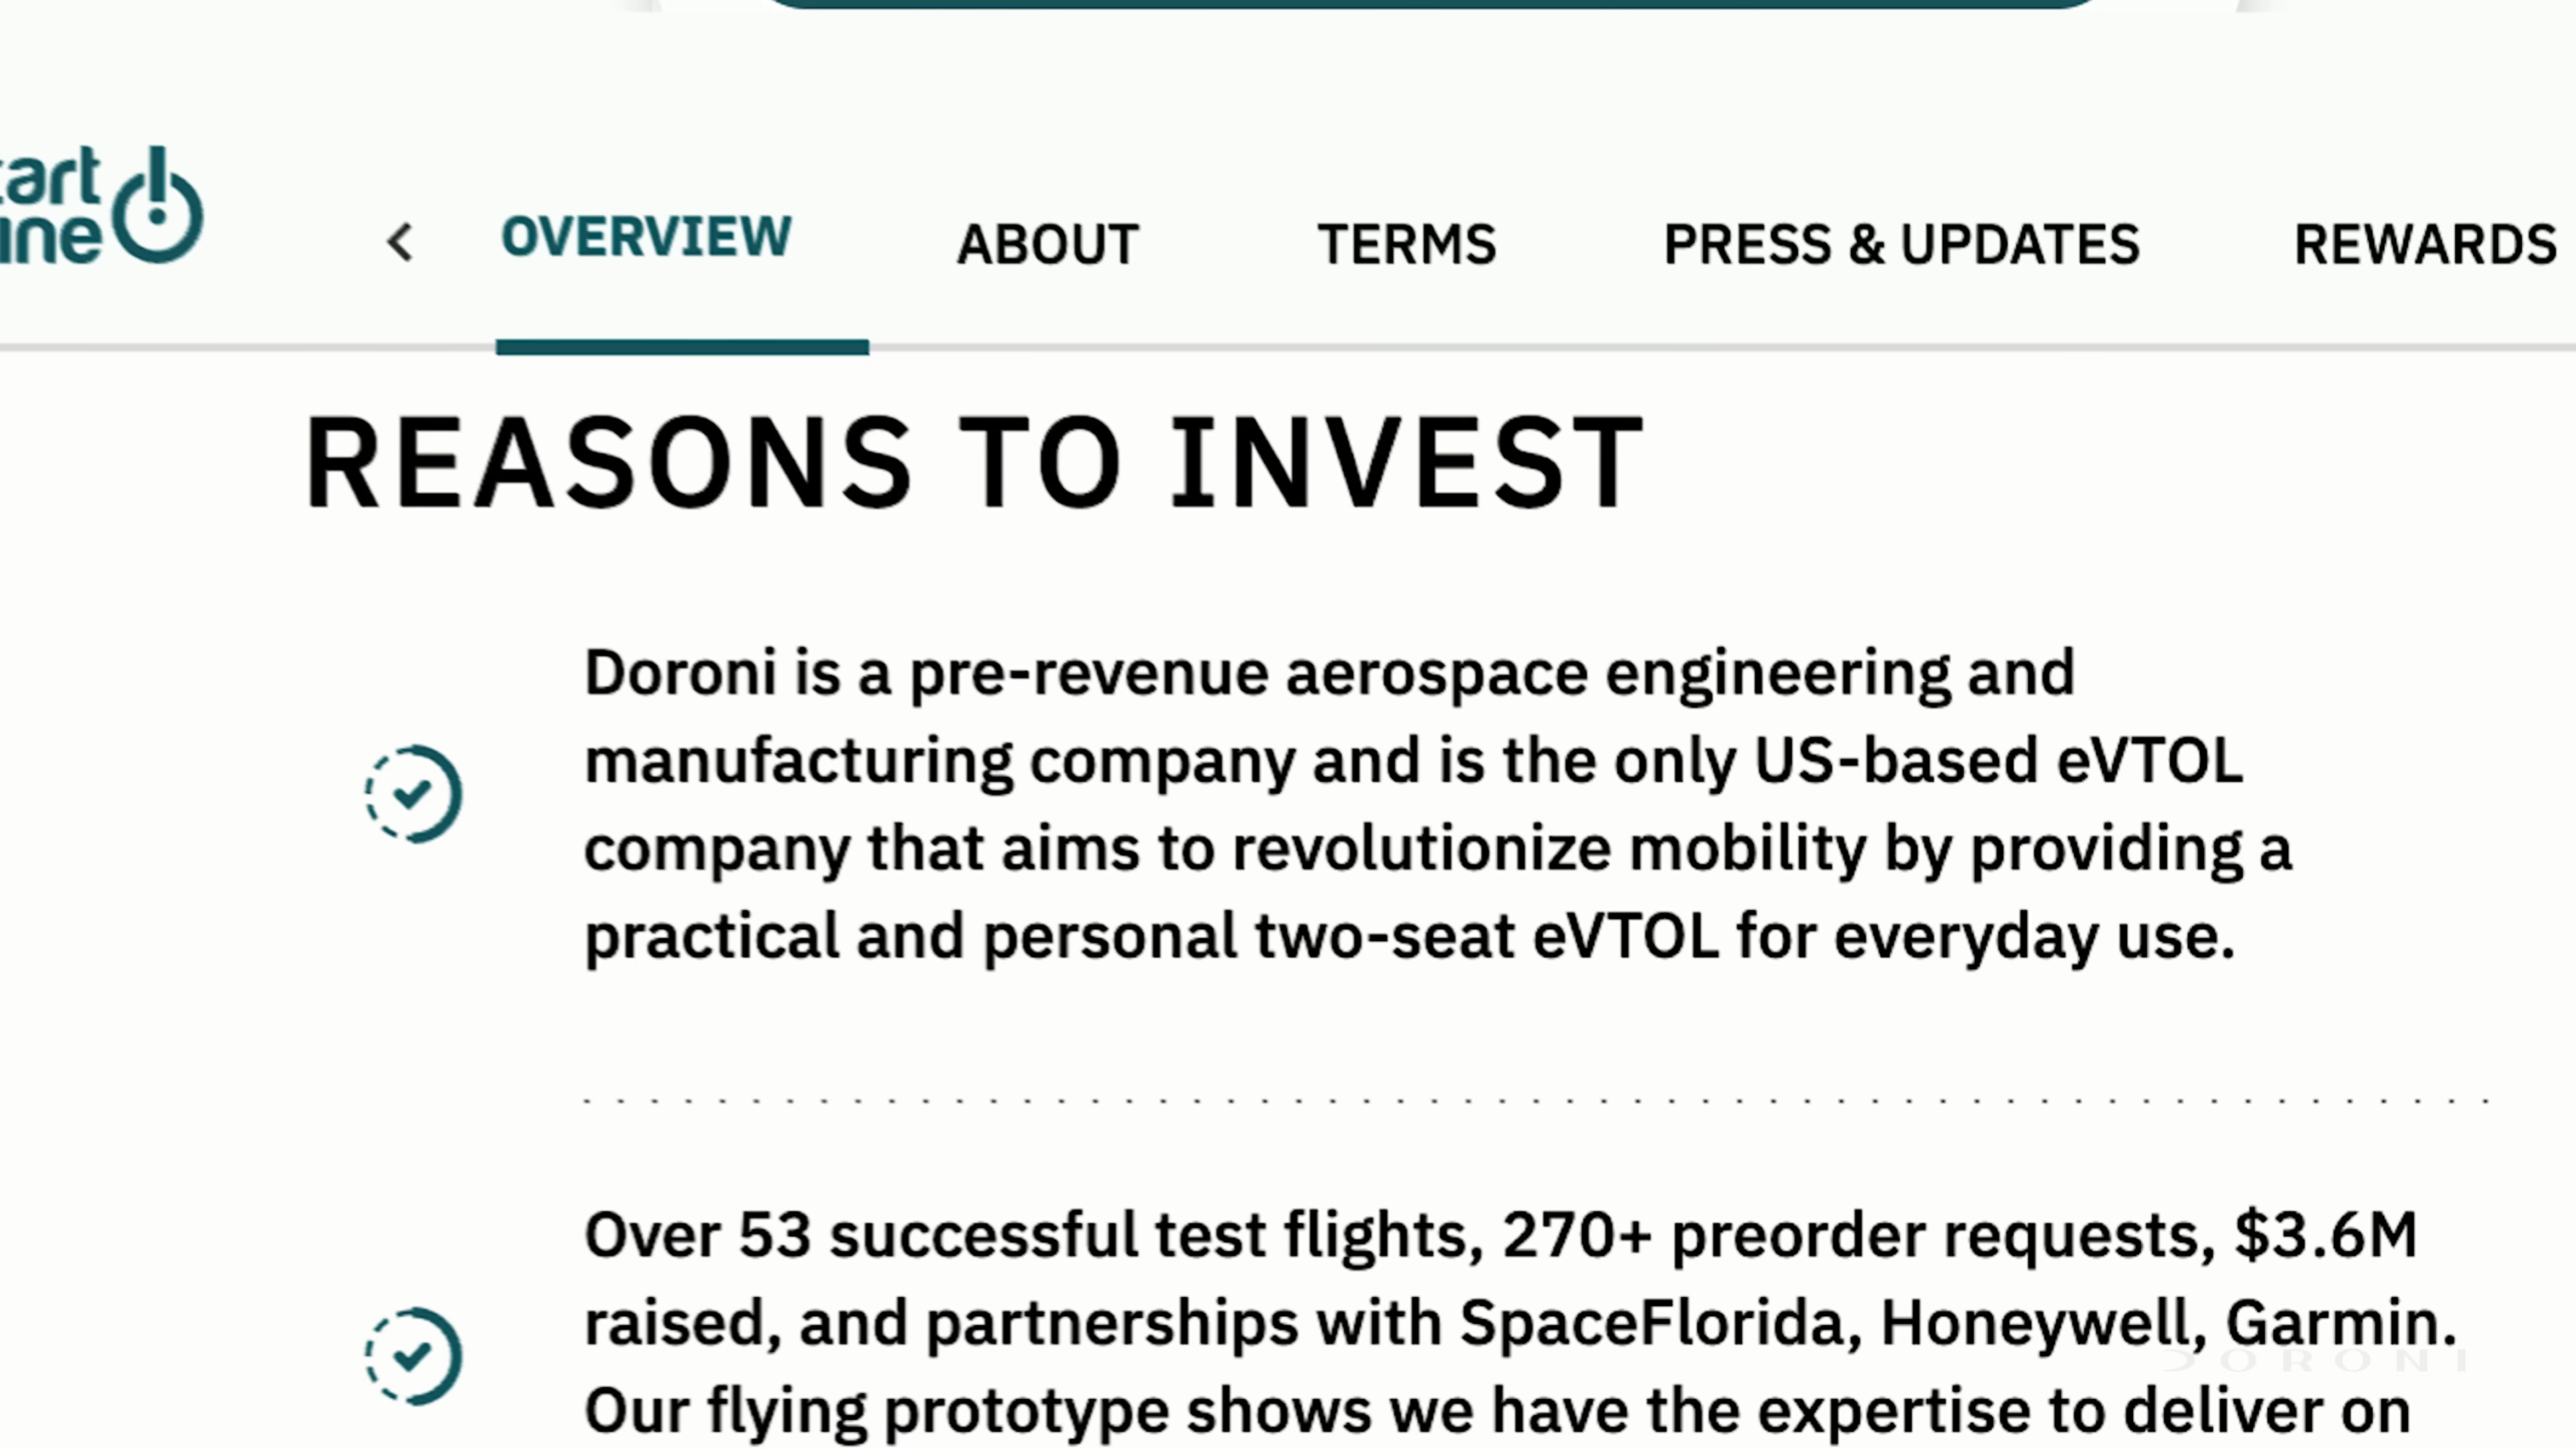 tart
ine
OVERVIEW
ABOUT
TERMS
PRESS & UPDATES
REWARDS
REASONS TO INVEST
Doroni is a pre-revenue aerospace engineering and
manufacturing company and is the only US-based eVTOL
company that aims to revolutionize mobility by providing a
practical and personal two-seat eVTOL for everyday use.
Over 53 successful test flights, 270+ preorder requests, $3.6M
raised, and partnerships with SpaceFlorida, Honeywell, Garmin.
DORONI
Our flying prototype shows we have the expertise to deliver on